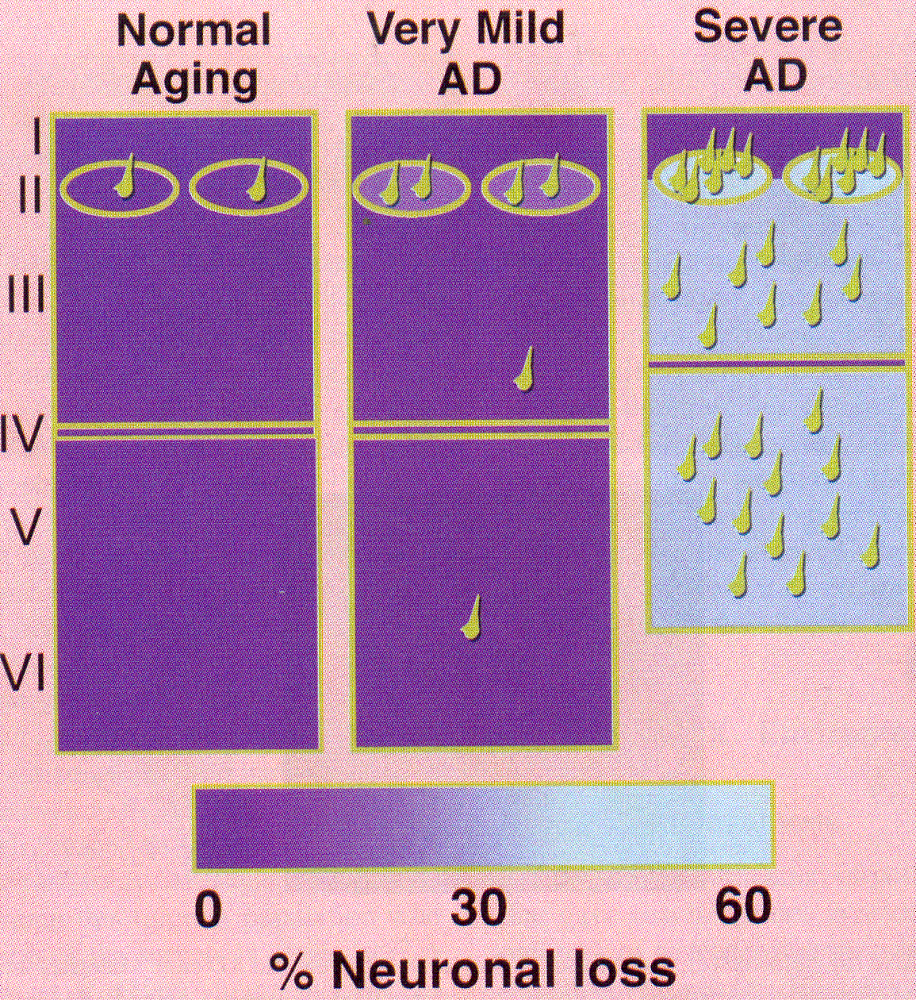 Normal
Aging
Very Mild
AD
Severe
AD
I
II
III
IV
V
VI
0
30
60
% Neuronal loss